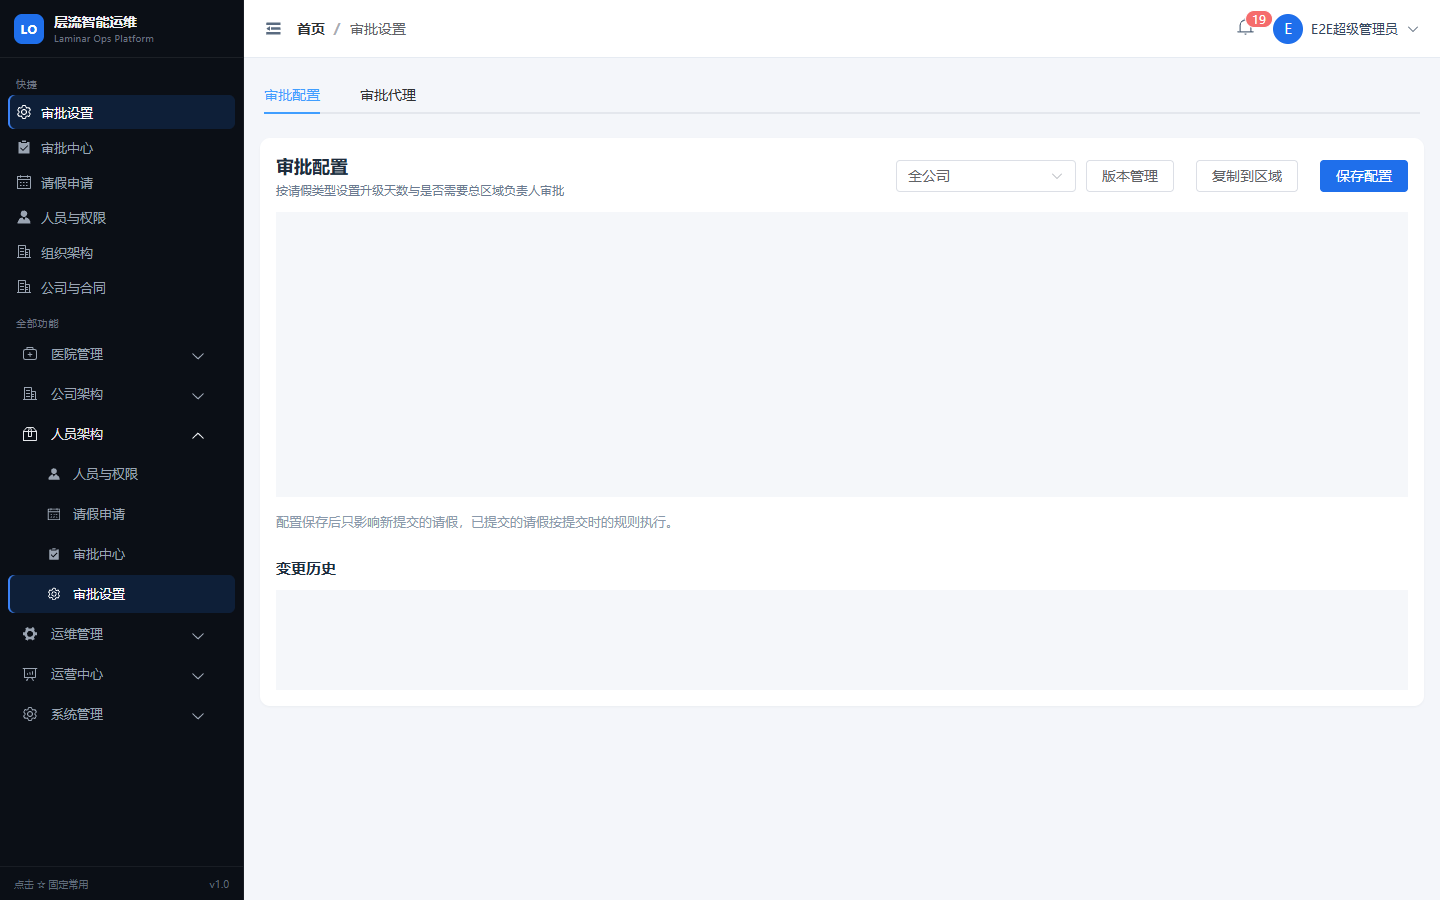 LO
层流智能运维
Laminar Ops Platform
首页 / 审批设置
19
E
E2E超级管理员
快捷
审批设置
审批中心
请假申请
人员与权限
组织架构
公司与合同
全部功能
医院管理
公司架构
人员架构
人员与权限
请假申请
审批中心
审批设置
运维管理
运营中心
系统管理
点击 ☆ 固定常用
v1.0
审批配置
审批代理
审批配置
按请假类型设置升级天数与是否需要总区域负责人审批
全公司
版本管理
复制到区域
保存配置
配置保存后只影响新提交的请假，已提交的请假按提交时的规则执行。
变更历史